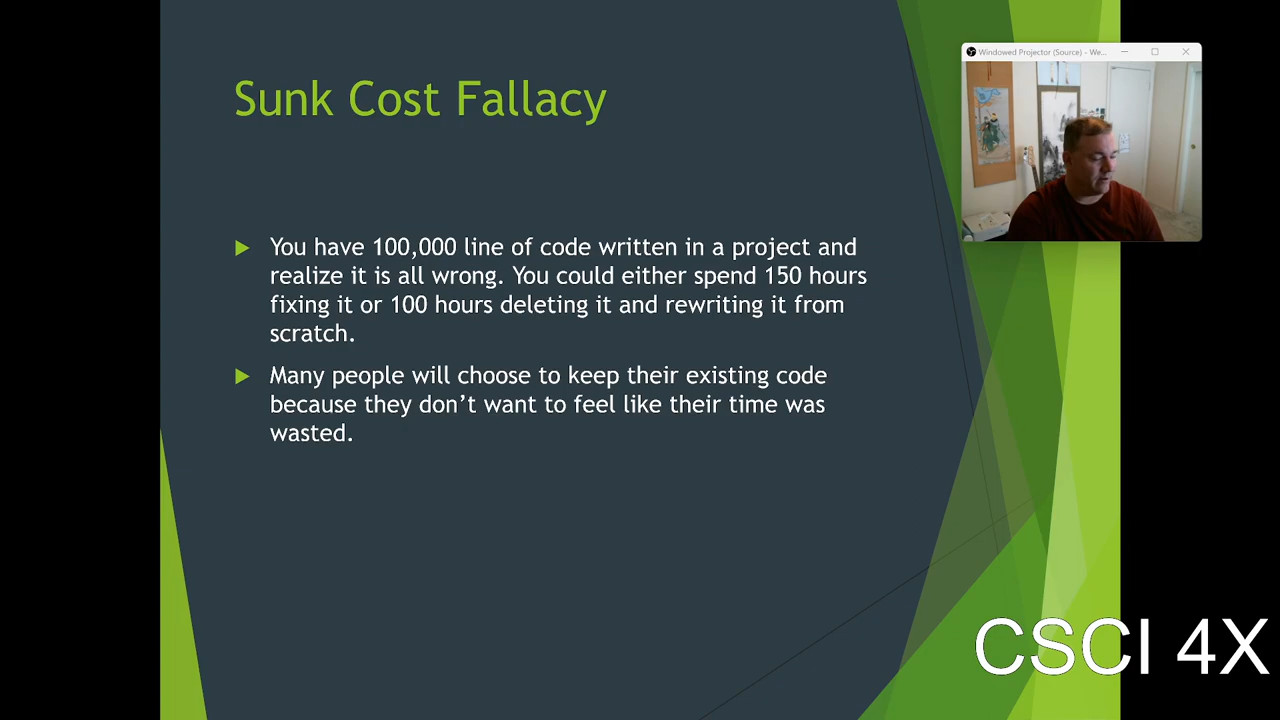 Sunk Cost Fallacy
Windowed Projector (Source) - We...
You have 100,000 line of code written in a project and
realize it is all wrong. You could either spend 150 hours
fixing it or 100 hours deleting it and rewriting it from
scratch.
Many people will choose to keep their existing code
because they don’t want to feel like their time was
wasted.
CSCI 4X